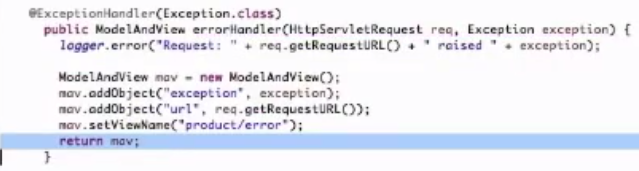 @ExceptionHandler(Exception.class)
public ModelAndView errorHandler(HttpServletRequest req, Exception exception) {
logger.error("Request: " + req.getRequestURL() + " raised " + exception);
ModelAndView mav = new ModelAndView();
mav.addObject("exception", exception);
mav.addObject("url", req.getRequestURL());
mav.setViewName("product/error");
return mav;
}